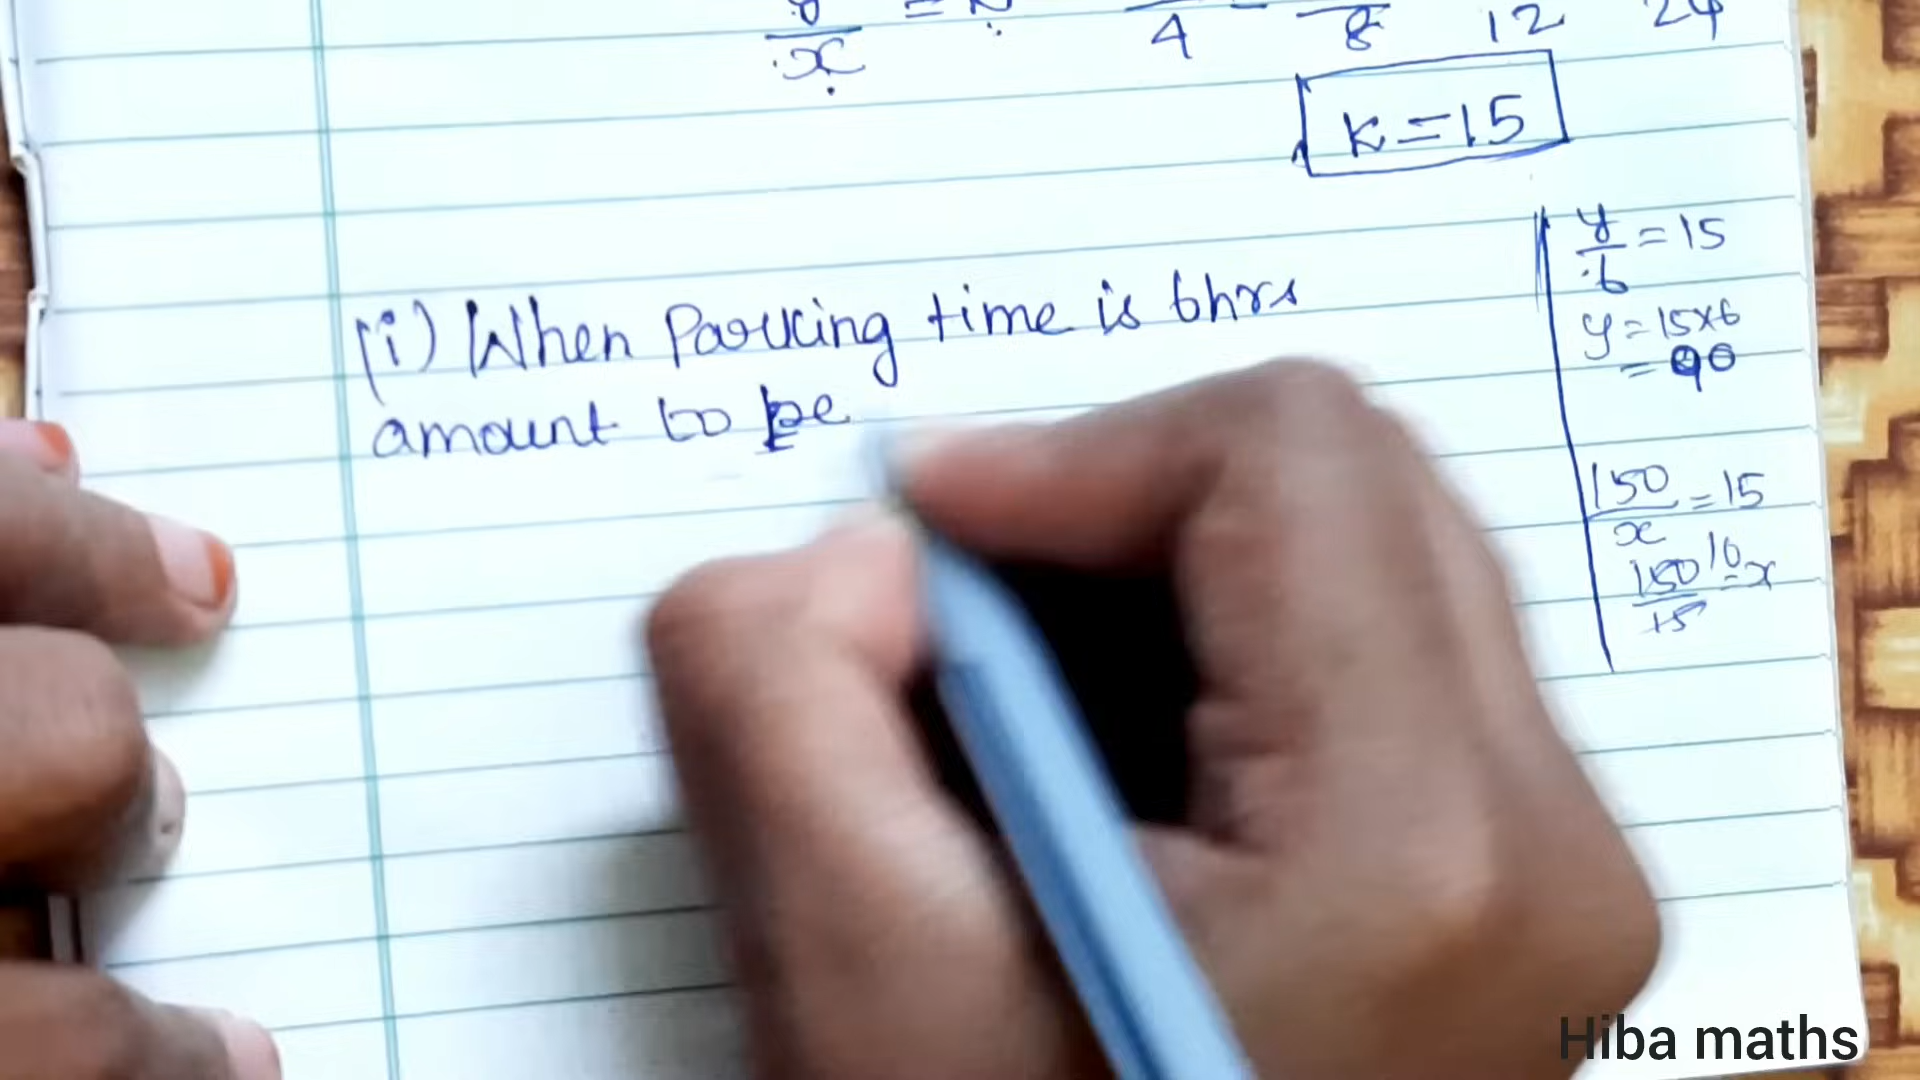 x 4 8 12 24
K=15
(i) When Parking time is 6hrs
amount to be
y/6 = 15
y = 15×6
= 90
150/x = 15
150/15 10 = x
Hiba maths